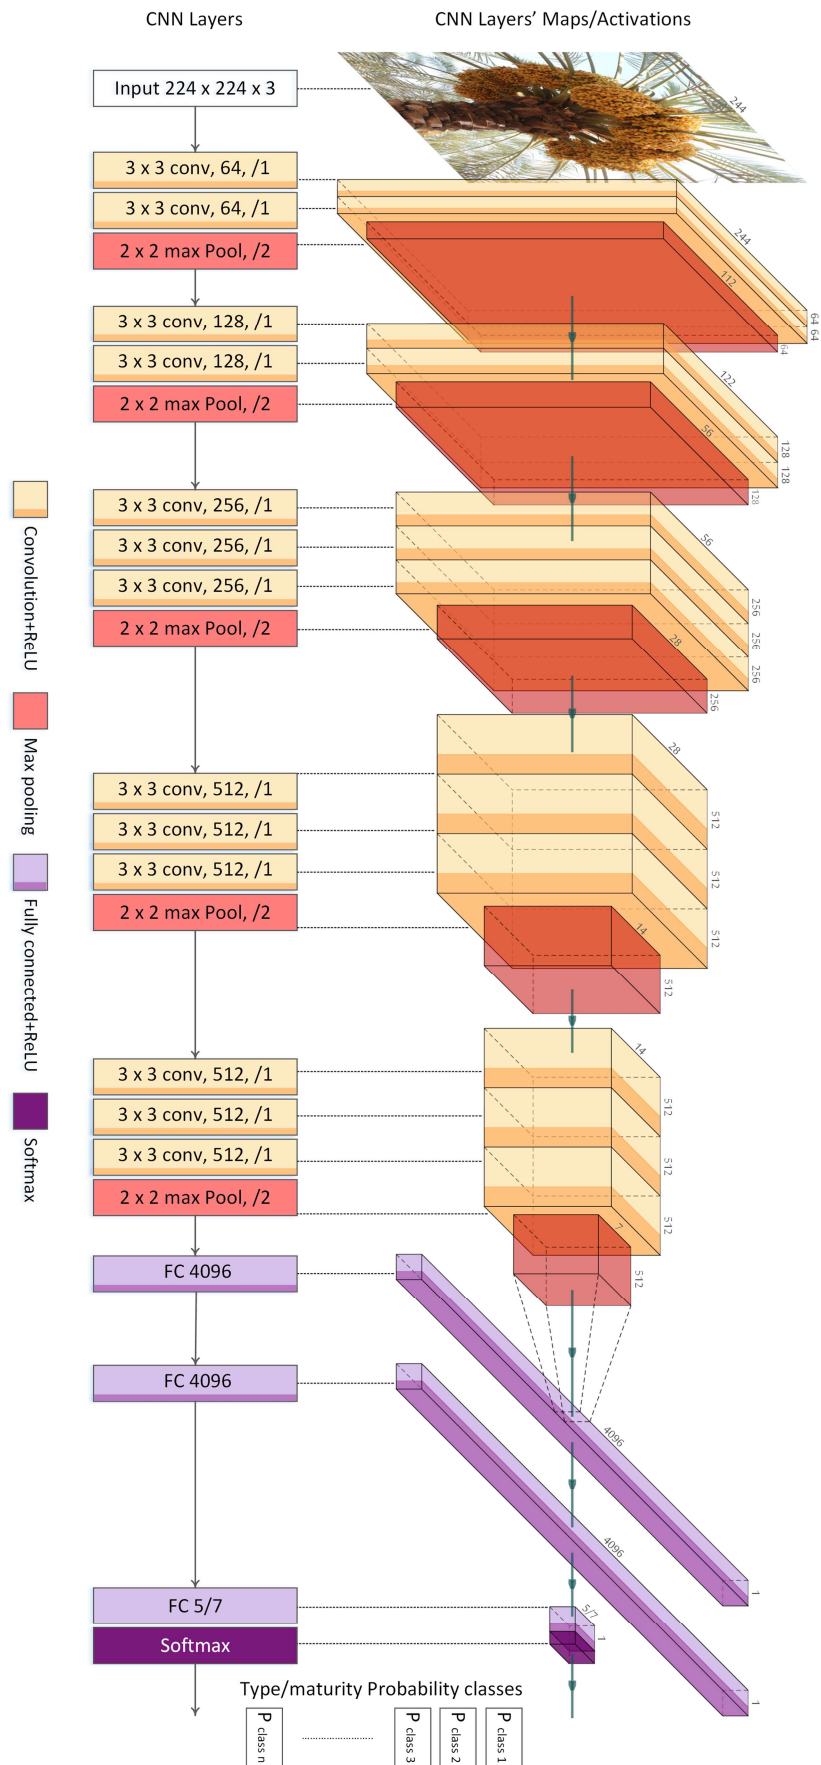 CNN Layers
CNN Layers' Maps/Activations
Input 224 x 224 x 3
244
3 x 3 conv, 64, /1
3 x 3 conv, 64, /1
2 x 2 max Pool, /2
244
112
64
64
64
3 x 3 conv, 128, /1
3 x 3 conv, 128, /1
2 x 2 max Pool, /2
122
56
128
128
128
3 x 3 conv, 256, /1
3 x 3 conv, 256, /1
3 x 3 conv, 256, /1
2 x 2 max Pool, /2
56
28
256
256
256
256
3 x 3 conv, 512, /1
3 x 3 conv, 512, /1
3 x 3 conv, 512, /1
2 x 2 max Pool, /2
28
14
512
512
512
512
3 x 3 conv, 512, /1
3 x 3 conv, 512, /1
3 x 3 conv, 512, /1
2 x 2 max Pool, /2
14
7
512
512
512
512
FC 4096
4096
1
FC 4096
4096
1
FC 5/7
5/7
1
Softmax
Type/maturity Probability classes
P class n
P class 3
P class 2
P class 1
Convolution+ReLU
Max pooling
Fully connected+ReLU
Softmax